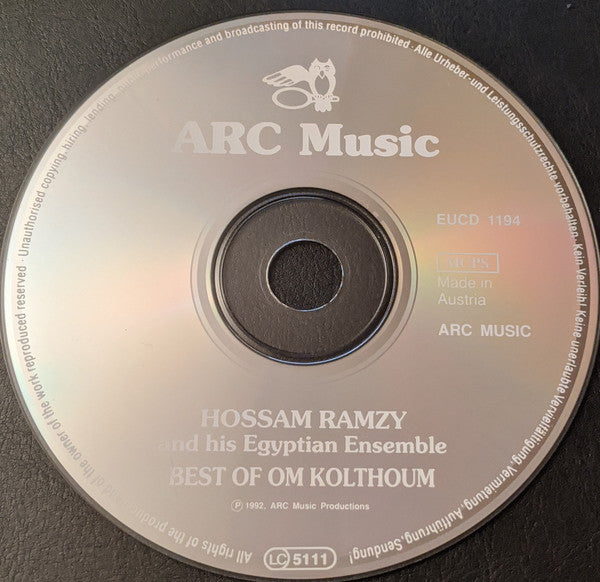 All rights of the producer and of the owner of the work reproduced reserved · Unauthorised copying, hiring, lending, public performance and broadcasting of this record prohibited · Alle Urheber- und Leistungsschutzrechte vorbehalten. Kein Verleih! Keine unerlaubte Vervielfältigung, Vermietung, Aufführung, Sendung!
ARC Music
EUCD 1194
MCPS
Made in
Austria
ARC MUSIC
HOSSAM RAMZY
and his Egyptian Ensemble
BEST OF OM KOLTHOUM
Ⓟ 1992, ARC Music Productions
LC 5111